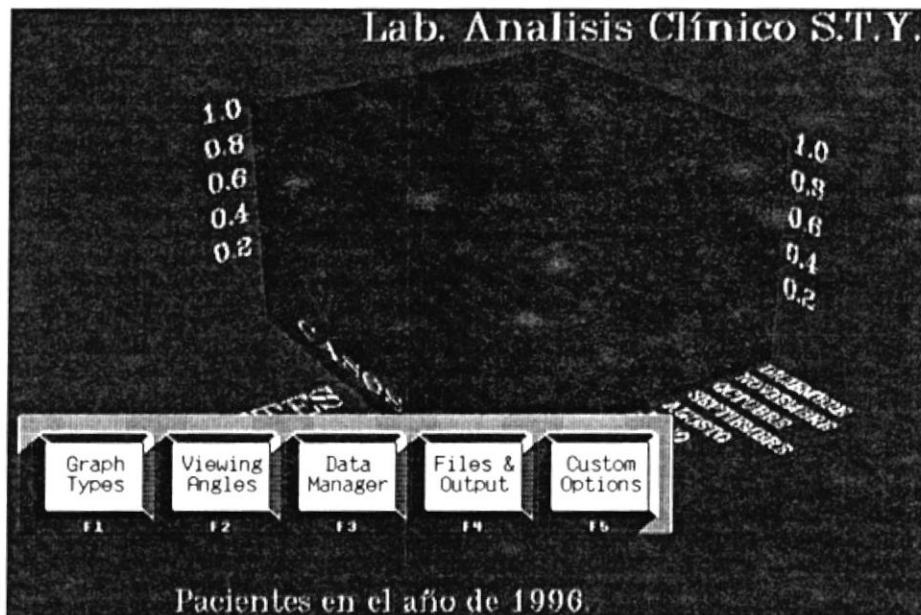 Lab. Analisis Clínico S.T.Y.
1.0
0.8
0.6
0.4
0.2
1.0
0.8
0.6
0.4
0.2
DICIEMBRE
NOVIEMBRE
OCTUBRE
SEPTIEMBRE
AGOSTO
Graph Viewing Data Files & Custom
Types Angles Manager Output Options
F1 F2 F3 F4 F5
Pacientes en el año de 1996.